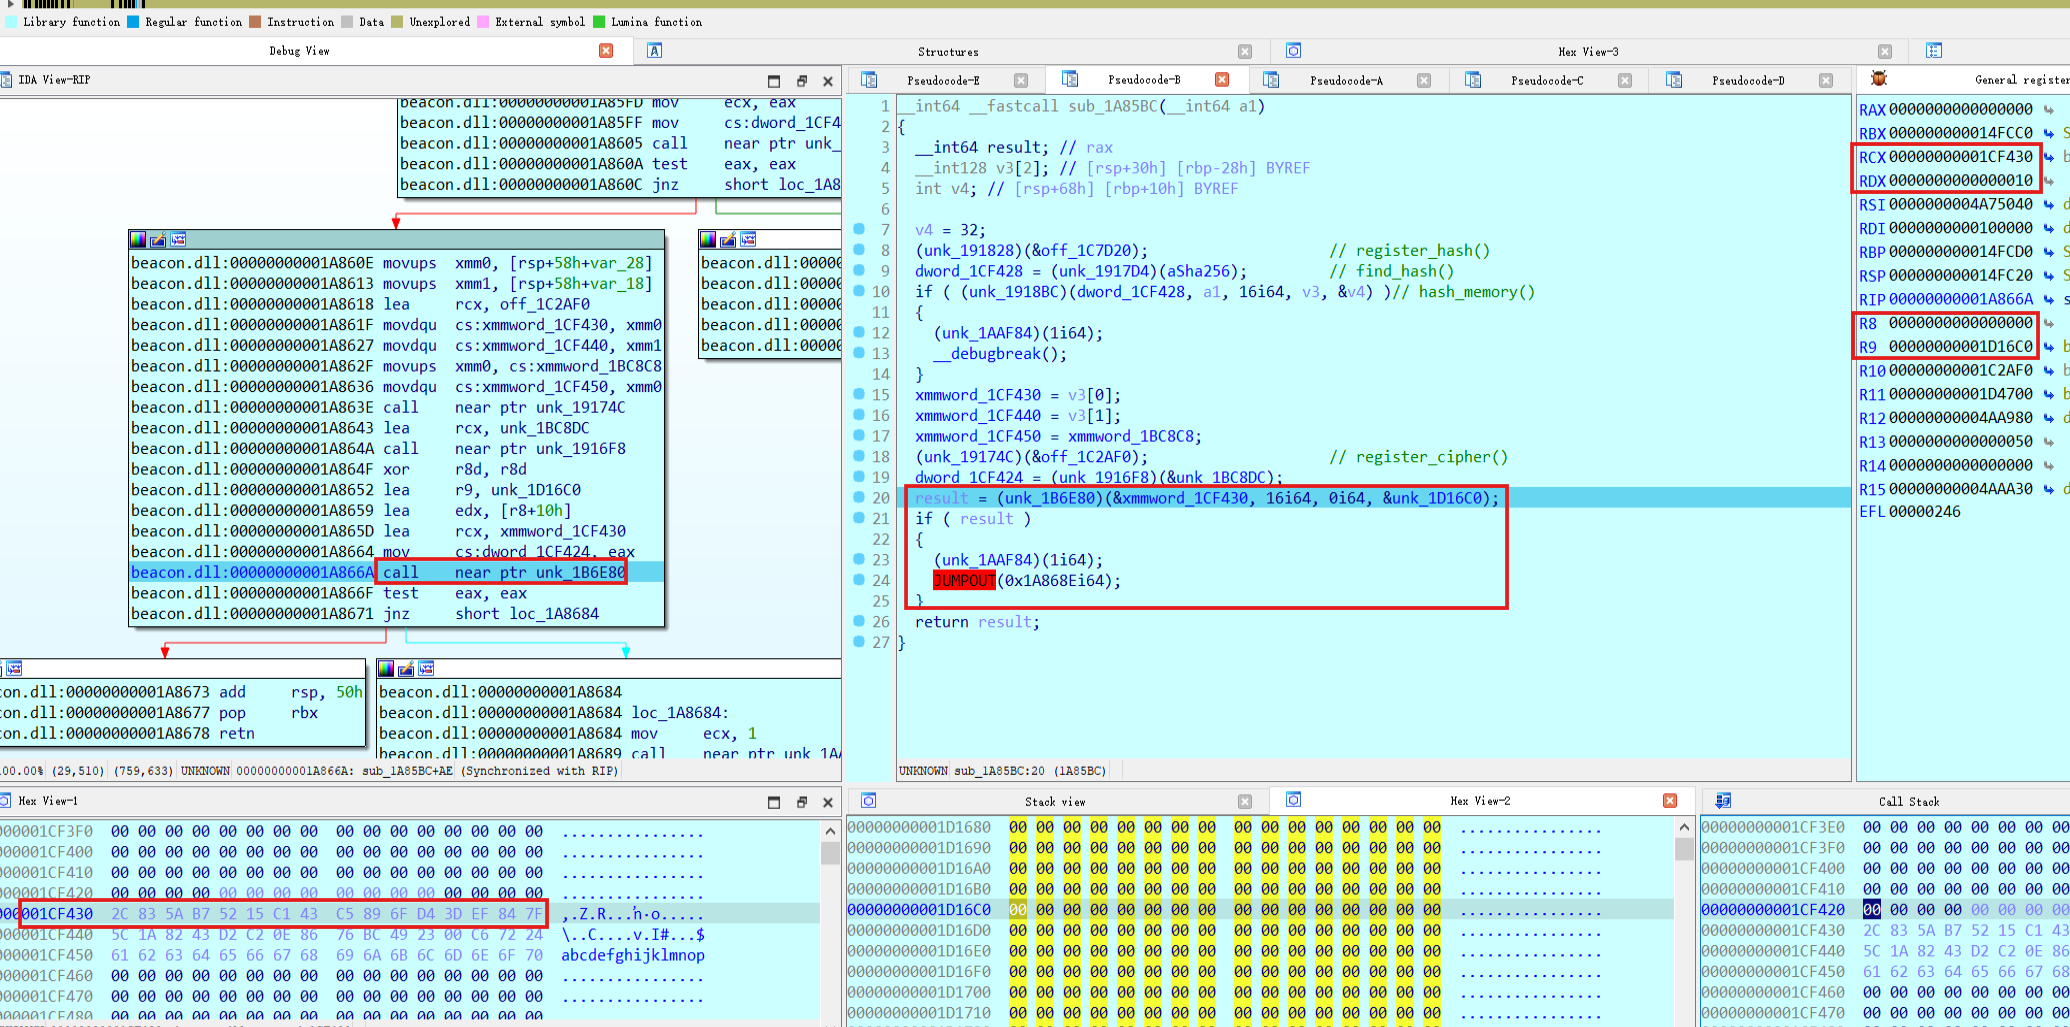 Library function Regular function Instruction Data Unexplored External symbol Lumina function
Debug View Structures Hex View-3
IDA View-RIP
beacon.dll:00000000001A85FD mov ecx, eax
beacon.dll:00000000001A85FF mov cs:dword_1CF4
beacon.dll:00000000001A8605 call near ptr unk_
beacon.dll:00000000001A860A test eax, eax
beacon.dll:00000000001A860C jnz short loc_1A8
beacon.dll:00000000001A860E movups xmm0, [rsp+58h+var_28]
beacon.dll:00000000001A8613 movups xmm1, [rsp+58h+var_18]
beacon.dll:00000000001A8618 lea rcx, off_1C2AF0
beacon.dll:00000000001A861F movdqu cs:xmmword_1CF430, xmm0
beacon.dll:00000000001A8627 movdqu cs:xmmword_1CF440, xmm1
beacon.dll:00000000001A862F movups xmm0, cs:xmmword_1BC8C8
beacon.dll:00000000001A8636 movdqu cs:xmmword_1CF450, xmm0
beacon.dll:00000000001A863E call near ptr unk_19174C
beacon.dll:00000000001A8643 lea rcx, unk_1BC8DC
beacon.dll:00000000001A864A call near ptr unk_1916F8
beacon.dll:00000000001A864F xor r8d, r8d
beacon.dll:00000000001A8652 lea r9, unk_1D16C0
beacon.dll:00000000001A8659 lea edx, [r8+10h]
beacon.dll:00000000001A865D lea rcx, xmmword_1CF430
beacon.dll:00000000001A8664 mov cs:dword_1CF424, eax
beacon.dll:00000000001A866A call near ptr unk_1B6E80
beacon.dll:00000000001A866F test eax, eax
beacon.dll:00000000001A8671 jnz short loc_1A8684
beacon.dll:00000
beacon.dll:00000
beacon.dll:00000
beacon.dll:00000
beacon.dll:00000
con.dll:00000000001A8673 add rsp, 50h
con.dll:00000000001A8677 pop rbx
con.dll:00000000001A8678 retn
beacon.dll:00000000001A8684
beacon.dll:00000000001A8684 loc_1A8684:
beacon.dll:00000000001A8684 mov ecx, 1
beacon.dll:00000000001A8689 call near ptr unk_1AA
00.00% (29,510) (759,633) UNKNOWN 00000000001A866A: sub_1A85BC+AE (Synchronized with RIP)
Pseudocode-E Pseudocode-B Pseudocode-A Pseudocode-C Pseudocode-D
1 __int64 __fastcall sub_1A85BC(__int64 a1)
2 {
3 __int64 result; // rax
4 __int128 v3[2]; // [rsp+30h] [rbp-28h] BYREF
5 int v4; // [rsp+68h] [rbp+10h] BYREF
6
7 v4 = 32;
8 (unk_191828)(&off_1C7D20); // register_hash()
9 dword_1CF428 = (unk_1917D4)(aSha256); // find_hash()
10 if ( (unk_1918BC)(dword_1CF428, a1, 16i64, v3, &v4) )// hash_memory()
11 {
12 (unk_1AAF84)(1i64);
13 __debugbreak();
14 }
15 xmmword_1CF430 = v3[0];
16 xmmword_1CF440 = v3[1];
17 xmmword_1CF450 = xmmword_1BC8C8;
18 (unk_19174C)(&off_1C2AF0); // register_cipher()
19 dword_1CF424 = (unk_1916F8)(&unk_1BC8DC);
20 result = (unk_1B6E80)(&xmmword_1CF430, 16i64, 0i64, &unk_1D16C0);
21 if ( result )
22 {
23 (unk_1AAF84)(1i64);
24 JUMPOUT(0x1A868Ei64);
25 }
26 return result;
27 }
UNKNOWN sub_1A85BC:20 (1A85BC)
General register
RAX 0000000000000000
RBX 000000000014FCC0 S
RCX 00000000001CF430 b
RDX 0000000000000010
RSI 0000000004A75040 d
RDI 0000000000100000 d
RBP 000000000014FCD0 S
RSP 000000000014FC20 S
RIP 00000000001A866A s
R8 0000000000000000
R9 00000000001D16C0 b
R10 00000000001C2AF0 b
R11 00000000001D4700 b
R12 00000000004AA980 d
R13 0000000000000050
R14 0000000000000000
R15 00000000004AAA30 d
EFL 00000246
Hex View-1
000001CF3F0 00 00 00 00 00 00 00 00 00 00 00 00 00 00 00 00 ................
000001CF400 00 00 00 00 00 00 00 00 00 00 00 00 00 00 00 00 ................
000001CF410 00 00 00 00 00 00 00 00 00 00 00 00 00 00 00 00 ................
000001CF420 00 00 00 00 00 00 00 00 00 00 00 00 00 00 00 00 ................
000001CF430 2C 83 5A B7 52 15 C1 43 C5 89 6F D4 3D EF 84 7F
000001CF440 5C 1A 82 43 D2 C2 0E 86 76 BC 49 23 00 C6 72 24 \..C....v.I#...$
000001CF450 61 62 63 64 65 66 67 68 69 6A 6B 6C 6D 6E 6F 70 abcdefghijklmnop
000001CF460 00 00 00 00 00 00 00 00 00 00 00 00 00 00 00 00 ................
000001CF470 00 00 00 00 00 00 00 00 00 00 00 00 00 00 00 00 ................
000001CF480 00 00 00 00 00 00 00 00 00 00 00 00 00 00 00 00 ................
Stack view Hex View-2
00000000001D1680 00 00 00 00 00 00 00 00 00 00 00 00 00 00 00 00 ................
00000000001D1690 00 00 00 00 00 00 00 00 00 00 00 00 00 00 00 00 ................
00000000001D16A0 00 00 00 00 00 00 00 00 00 00 00 00 00 00 00 00 ................
00000000001D16B0 00 00 00 00 00 00 00 00 00 00 00 00 00 00 00 00 ................
00000000001D16C0 00 00 00 00 00 00 00 00 00 00 00 00 00 00 00 00 ................
00000000001D16D0 00 00 00 00 00 00 00 00 00 00 00 00 00 00 00 00 ................
00000000001D16E0 00 00 00 00 00 00 00 00 00 00 00 00 00 00 00 00 ................
00000000001D16F0 00 00 00 00 00 00 00 00 00 00 00 00 00 00 00 00 ................
00000000001D1700 00 00 00 00 00 00 00 00 00 00 00 00 00 00 00 00 ................
00000000001D1710 00 00 00 00 00 00 00 00 00 00 00 00 00 00 00 00 ................
Call Stack
00000000001CF3E0 00 00 00 00 00 00 00 00
00000000001CF3F0 00 00 00 00 00 00 00 00
00000000001CF400 00 00 00 00 00 00 00 00
00000000001CF410 00 00 00 00 00 00 00 00
00000000001CF420 00 00 00 00 00 00 00 00
00000000001CF430 2C 83 5A B7 52 15 C1 43
00000000001CF440 5C 1A 82 43 D2 C2 0E 86
00000000001CF450 61 62 63 64 65 66 67 68
00000000001CF460 00 00 00 00 00 00 00 00
00000000001CF470 00 00 00 00 00 00 00 00